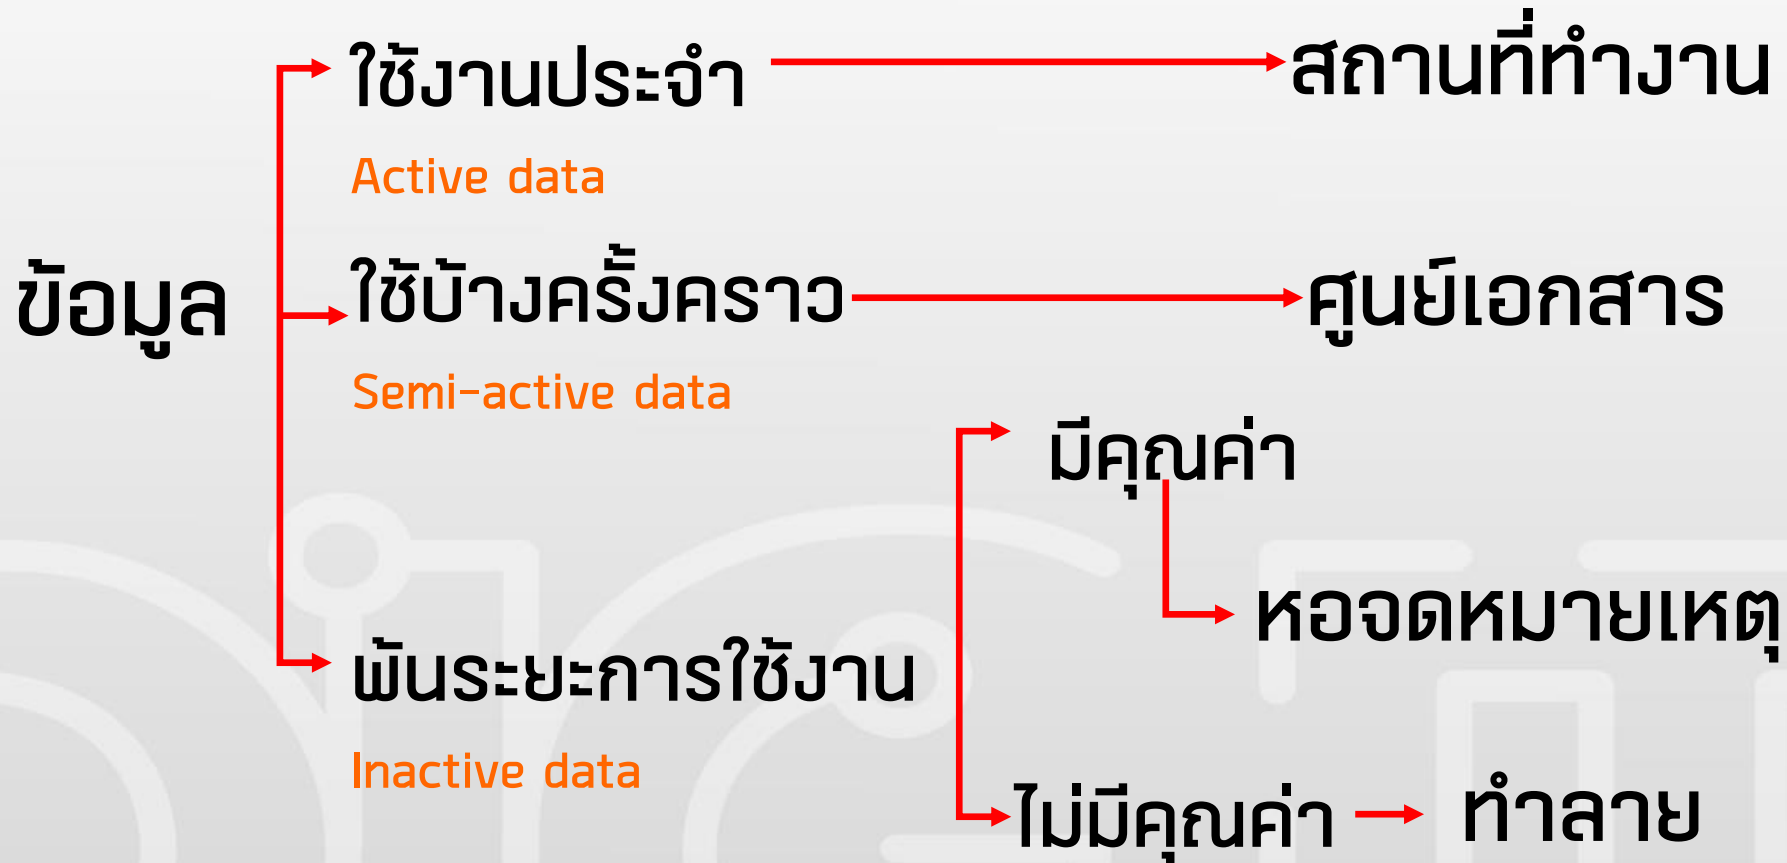 ใช้งานประจำ
สถานที่ทำงาน
Active data
ข้อมูล
ใช้บ้างครั้งคราว
ศูนย์เอกสาร
Semi-active data
มีคุณค่า
หอจดหมายเหตุ
พ้นระยะการใช้งาน
Inactive data
ไม่มีคุณค่า
ทำลาย